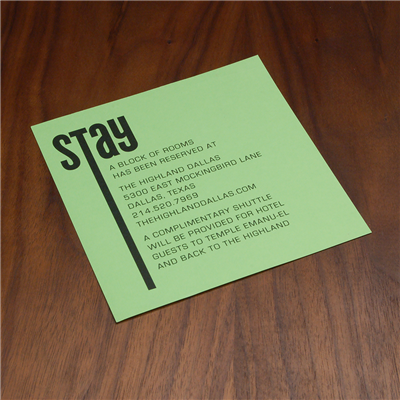 stay
A BLOCK OF ROOMS
HAS BEEN RESERVED AT
THE HIGHLAND DALLAS
5300 EAST MOCKINGBIRD LANE
DALLAS, TEXAS
214.520.7969
THEHIGHLANDDALLAS.COM
A COMPLIMENTARY SHUTTLE
WILL BE PROVIDED FOR HOTEL
GUESTS TO TEMPLE EMANU-EL
AND BACK TO THE HIGHLAND